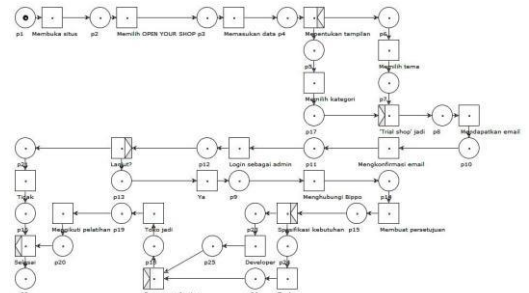 p1 Membuka situs p2 Memilih OPEN YOUR SHOP p3 Memasukan data p4 Menentukan tampilan p6
p5 Memilih tema
Memilih kategori p7
p17 'Trial shop' jadi p8 Mendapatkan email
Lanjut? p12 Login sebagai admin p11 Mengkonfirmasi email p10
Tidak p13 Ya p9 Menghubungi Bippo
Mengikuti pelatihan p19 Toko jadi Spesifikasi kebutuhan p15 Membuat persetujuan
Selesai p20 p25 Developer